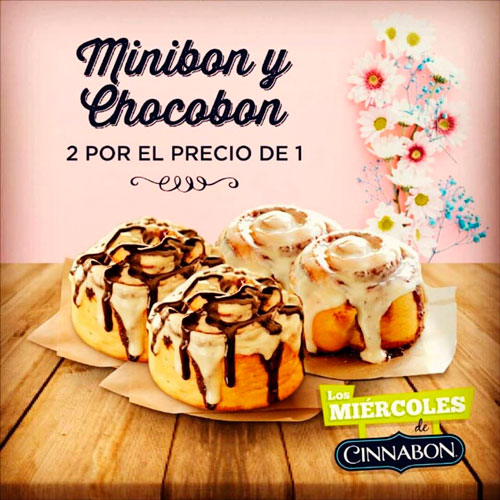 Minibon y
Chocobon
2 POR EL PRECIO DE 1
Los
MIÉRCOLES
de
CINNABON